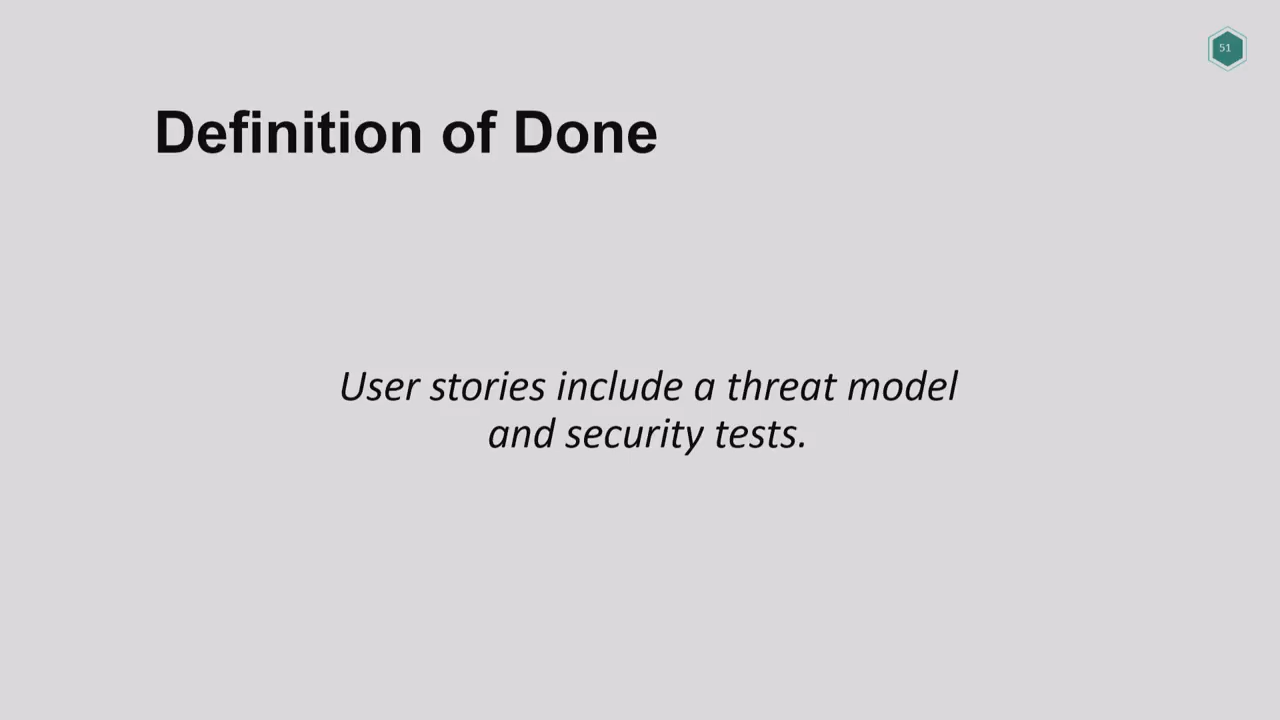 51
Definition of Done
User stories include a threat model
and security tests.